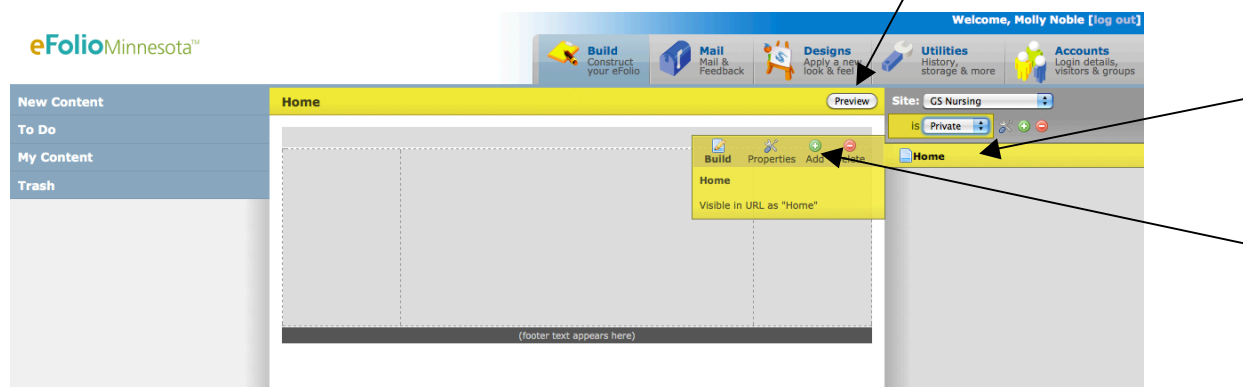 Welcome, Molly Noble [log out]
eFolioMinnesota™
Build
Construct
your eFolio
Mail
Mail &
Feedback
Designs
Apply a new
look & feel
Utilities
History,
storage & more
Accounts
Login details,
visitors & groups
New Content
To Do
My Content
Trash
Home
Preview
Site: GS Nursing
is Private
Home
Build Properties Add Delete
Home
Visible in URL as "Home"
(footer text appears here)